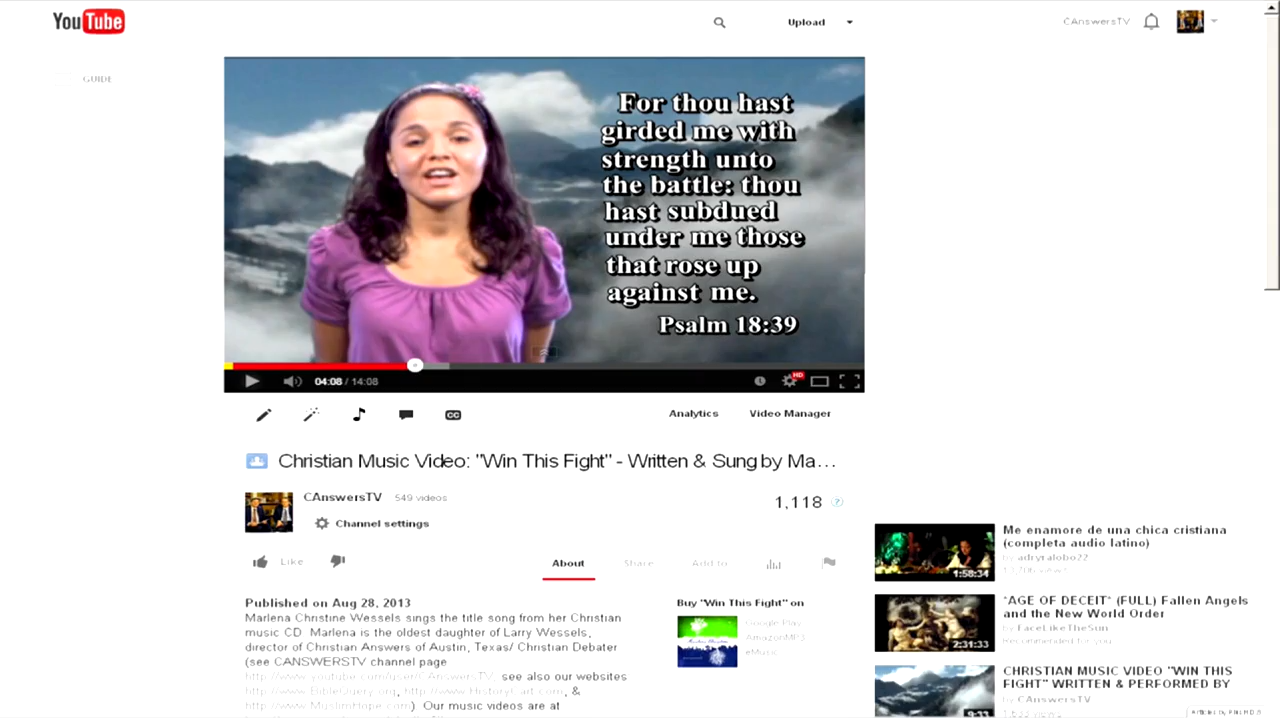 YouTube
Upload
CAnswersTV
GUIDE
For thou hast
girded me with
strength unto
the battle: thou
hast subdued
under me those
that rose up
against me.
Psalm 18:39
04:08 / 14:08
HD
CC
Analytics
Video Manager
Christian Music Video: "Win This Fight" - Written & Sung by Ma...
CAnswersTV 549 videos
1,118
Channel settings
Like
About
Share
Add to
Published on Aug 28, 2013
Marlena Christine Wessels sings the title song from her Christian
music CD. Marlena is the oldest daughter of Larry Wessels,
director of Christian Answers of Austin, Texas/ Christian Debater
(see CANSWERSTV channel page
http://www.youtube.com/user/CAnswersTV, see also our websites
http://www.BibleQuery.org, http://www.HistoryCart.com, &
http://www.MuslimHope.com). Our music videos are at
Buy "Win This Fight" on
Google Play
AmazonMP3
eMusic
Me enamore de una chica cristiana
(completa audio latino)
by adryralobo22
1:58:34
"AGE OF DECEIT" (FULL) Fallen Angels
and the New World Order
by FaceLikeTheSun
Recommended for you
2:31:33
CHRISTIAN MUSIC VIDEO "WIN THIS
FIGHT" WRITTEN & PERFORMED BY
by CAnswersTV
1,633 views
9:33